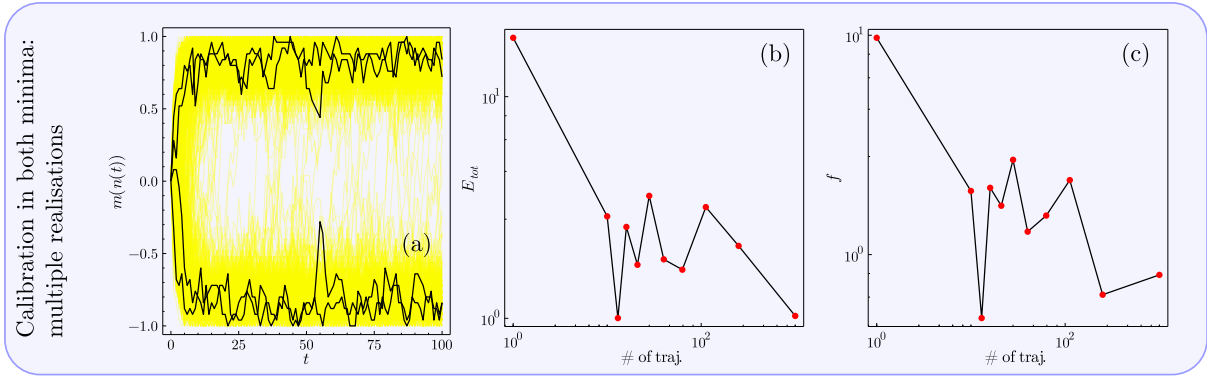 Calibration in both minima:
multiple realisations
m(n(t))
1.0
0.5
0.0
−0.5
−1.0
(a)
0
25
50
75
100
t
E_tot
10^1
10^0
(b)
10^0
10^2
# of traj.
f
10^1
10^0
(c)
10^0
10^2
# of traj.